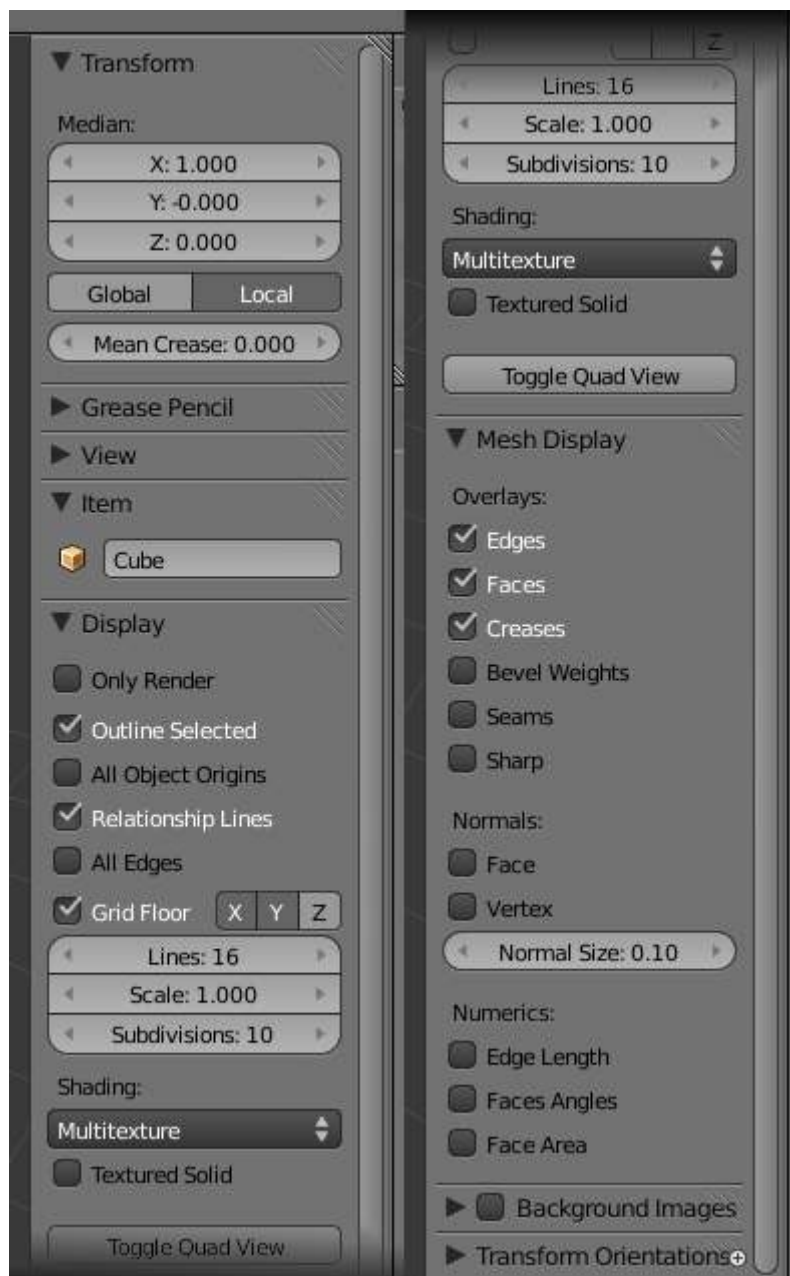 Transform
Median:
X: 1.000
Y: -0.000
Z: 0.000
Global Local
Mean Crease: 0.000
Grease Pencil
View
Item
Cube
Display
Only Render
Outline Selected
All Object Origins
Relationship Lines
All Edges
Grid Floor X Y Z
Lines: 16
Scale: 1.000
Subdivisions: 10
Shading:
Multitexture
Textured Solid
Toggle Quad View
Z
Lines: 16
Scale: 1.000
Subdivisions: 10
Shading:
Multitexture
Textured Solid
Toggle Quad View
Mesh Display
Overlays:
Edges
Faces
Creases
Bevel Weights
Seams
Sharp
Normals:
Face
Vertex
Normal Size: 0.10
Numerics:
Edge Length
Faces Angles
Face Area
Background Images
Transform Orientations